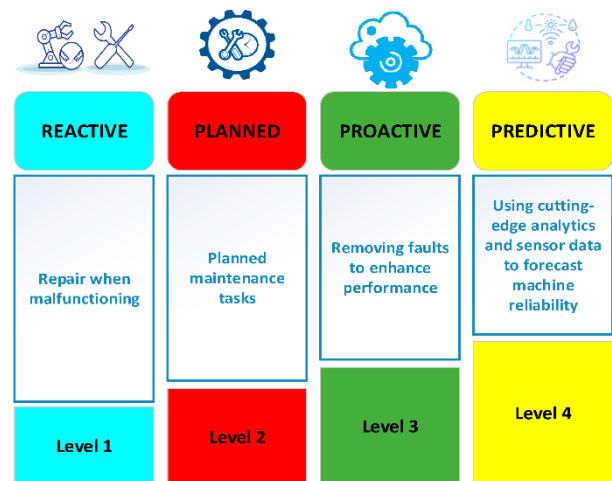 REACTIVE
PLANNED
PROACTIVE
PREDICTIVE
Repair when
malfunctioning
Planned
maintenance
tasks
Removing faults
to enhance
performance
Using cutting-
edge analytics
and sensor data
to forecast
machine
reliability
Level 1
Level 2
Level 3
Level 4